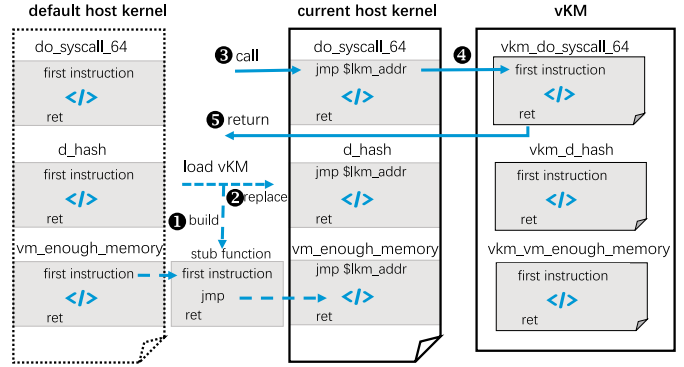 default host kernel
current host kernel
vKM
do_syscall_64
first instruction
</>
ret
d_hash
first instruction
</>
ret
vm_enough_memory
first instruction
</>
ret
❸ call
❺ return
load vKM
❷ replace
❶ build
stub function
first instruction
jmp
ret
do_syscall_64
jmp $lkm_addr
</>
ret
❹
d_hash
jmp $lkm_addr
</>
ret
vm_enough_memory
jmp $lkm_addr
</>
ret
vkm_do_syscall_64
first instruction
</>
ret
vkm_d_hash
first instruction
</>
ret
vkm_vm_enough_memory
first instruction
</>
ret